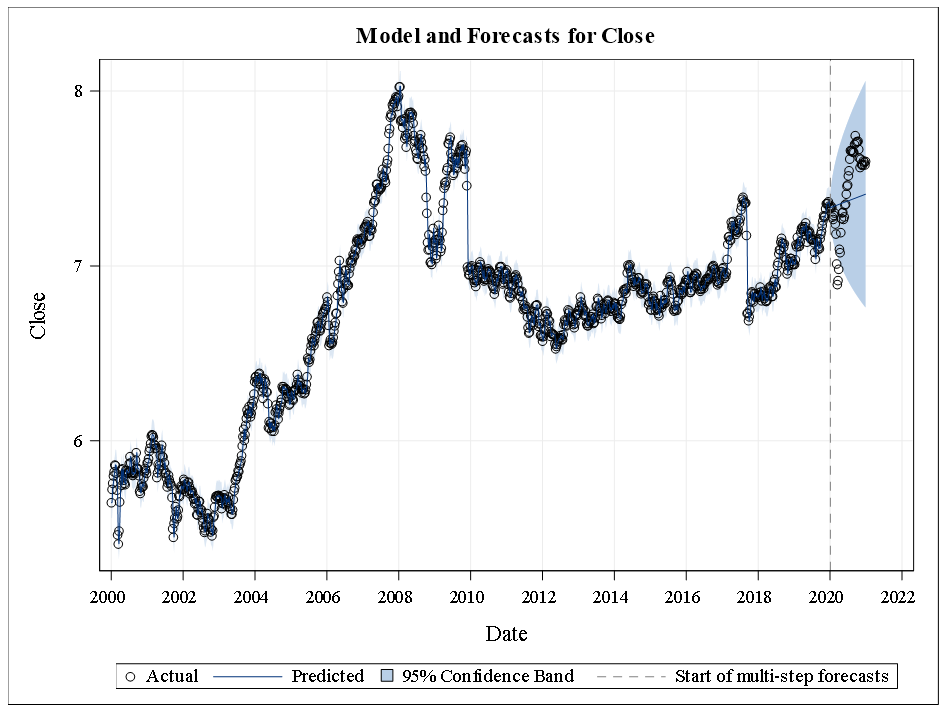 Model and Forecasts for Close
8
7
6
Close
2000 2002 2004 2006 2008 2010 2012 2014 2016 2018 2020 2022
Date
Actual Predicted 95% Confidence Band Start of multi-step forecasts